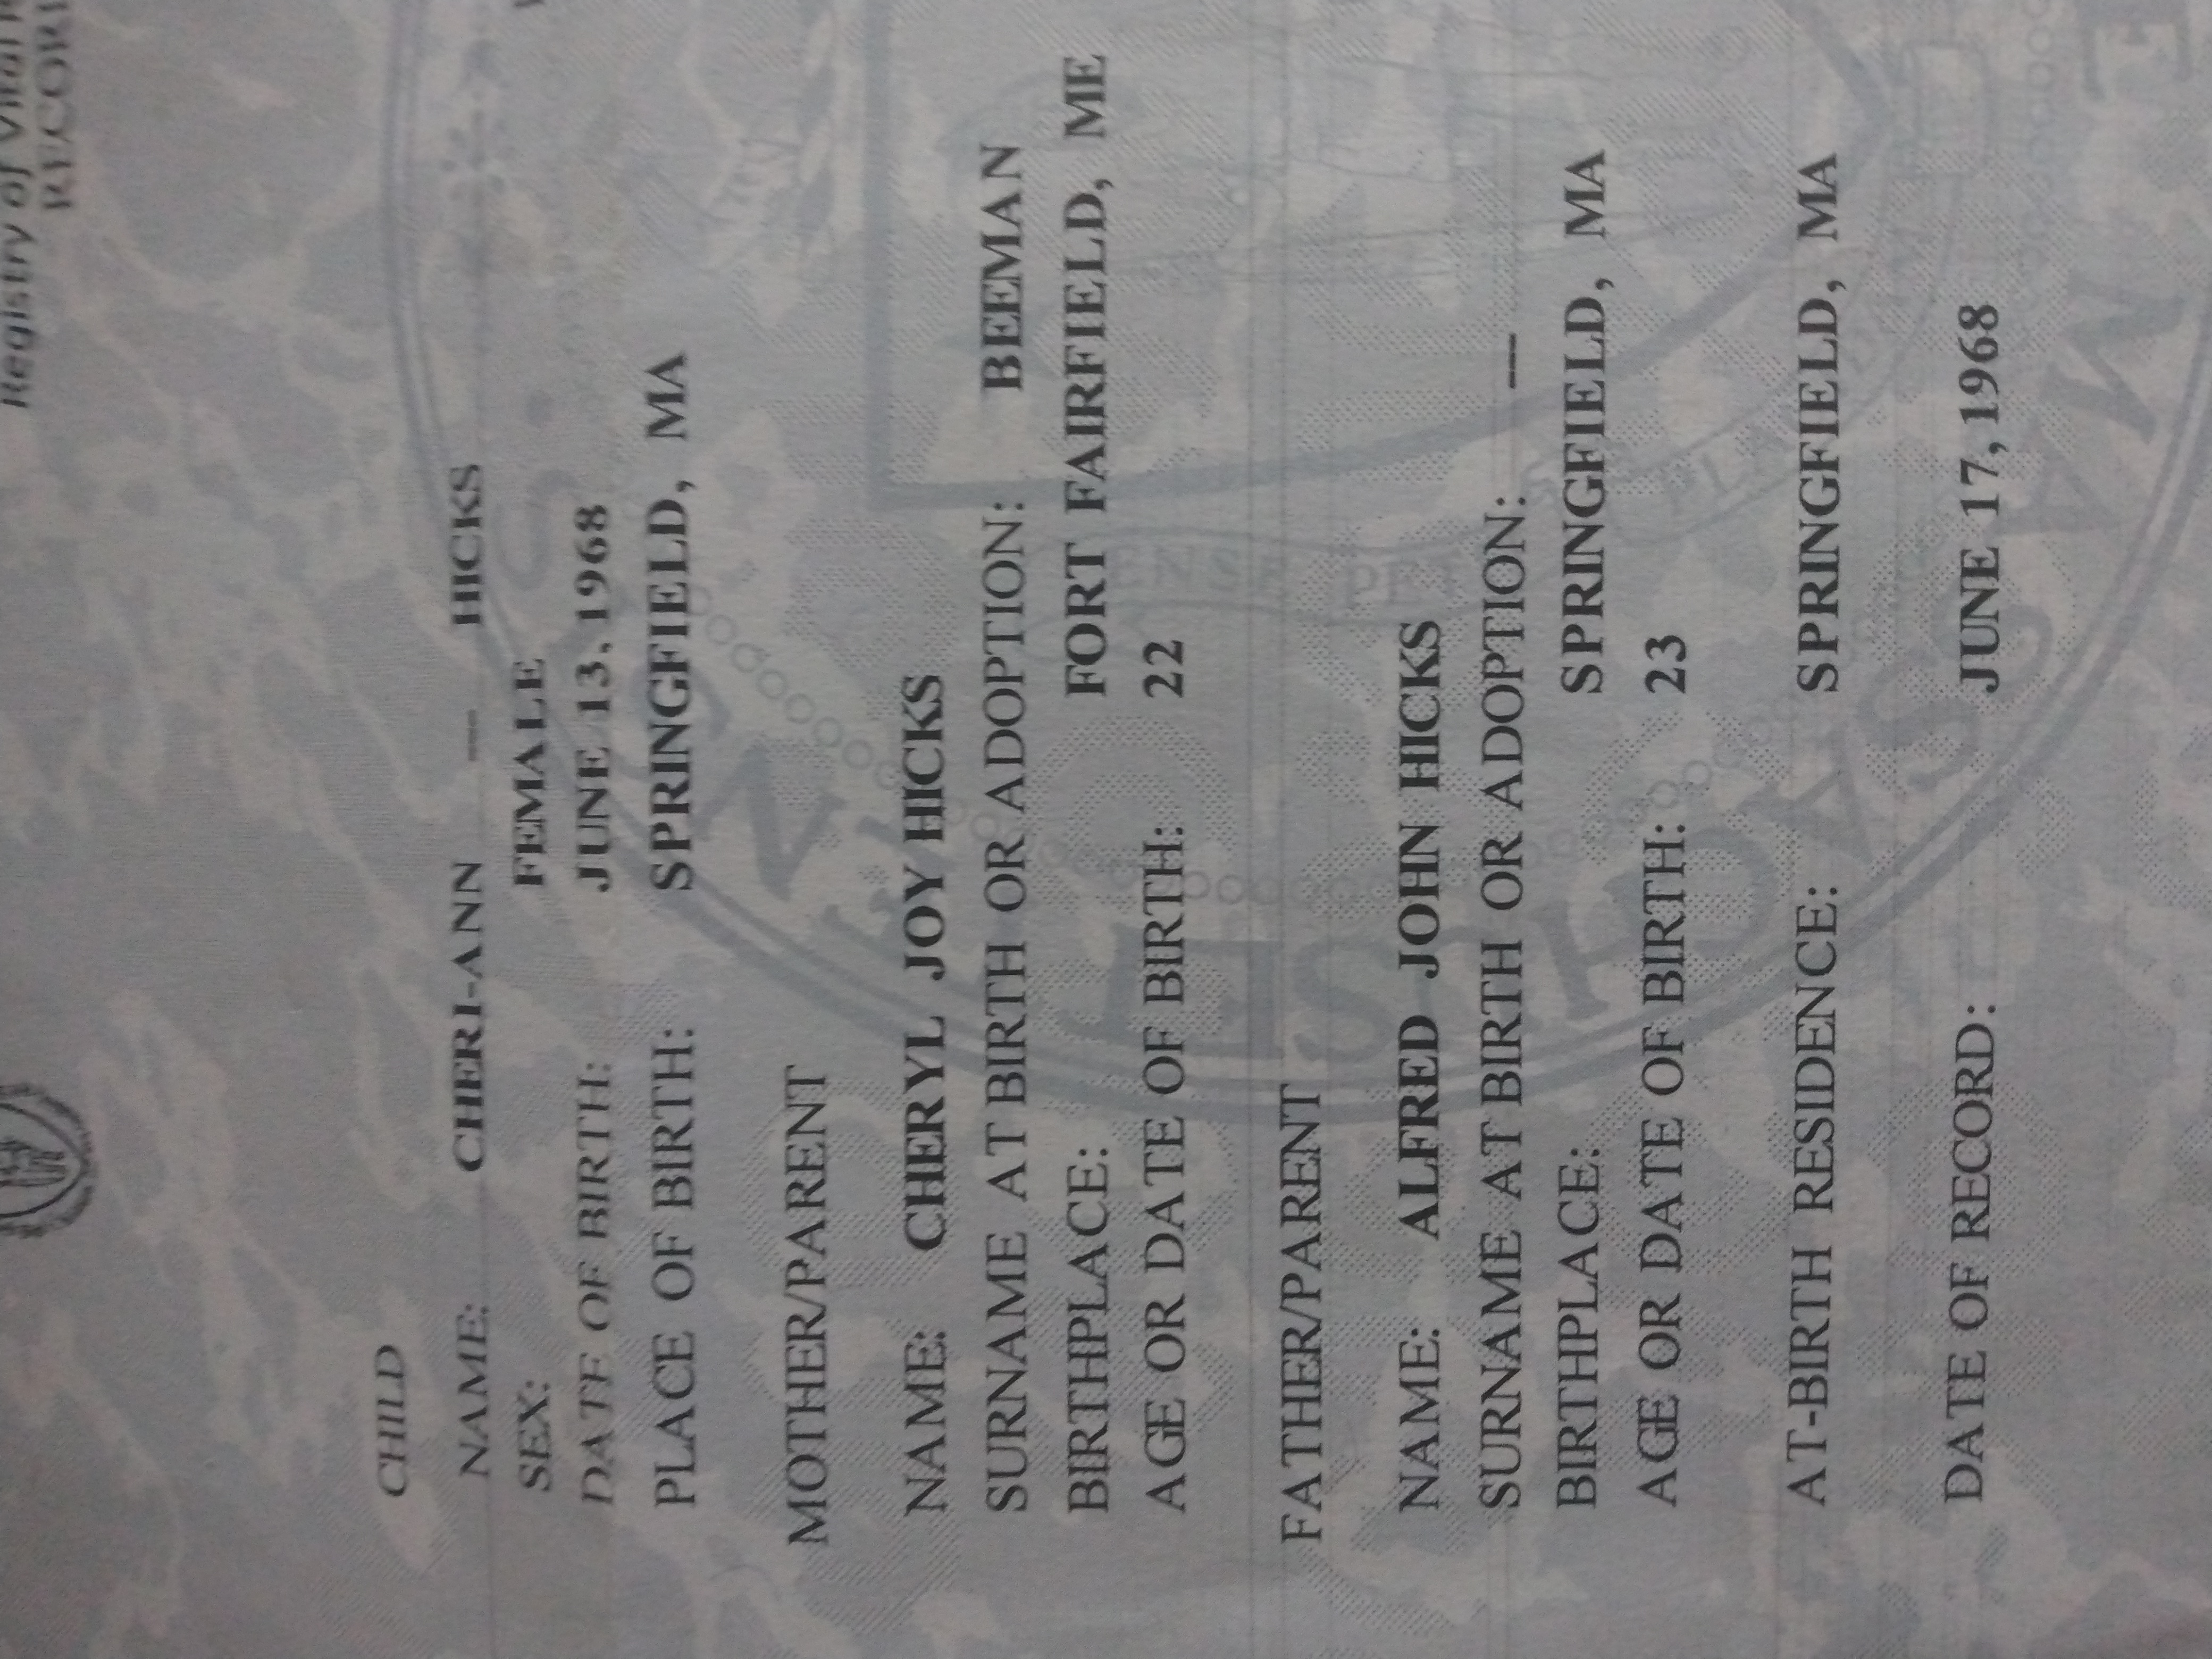 Registry of Vital
RECORD
CHILD
NAME: CHERI-ANN — HICKS
SEX: FEMALE
DATE OF BIRTH: JUNE 13, 1968
PLACE OF BIRTH: SPRINGFIELD, MA
MOTHER/PARENT
NAME: CHERYL JOY HICKS
SURNAME AT BIRTH OR ADOPTION: BEEMAN
BIRTHPLACE: FORT FAIRFIELD, ME
AGE OR DATE OF BIRTH: 22
FATHER/PARENT
NAME: ALFRED JOHN HICKS
SURNAME AT BIRTH OR ADOPTION: —
BIRTHPLACE: SPRINGFIELD, MA
AGE OR DATE OF BIRTH: 23
AT-BIRTH RESIDENCE: SPRINGFIELD, MA
DATE OF RECORD: JUNE 17, 1968